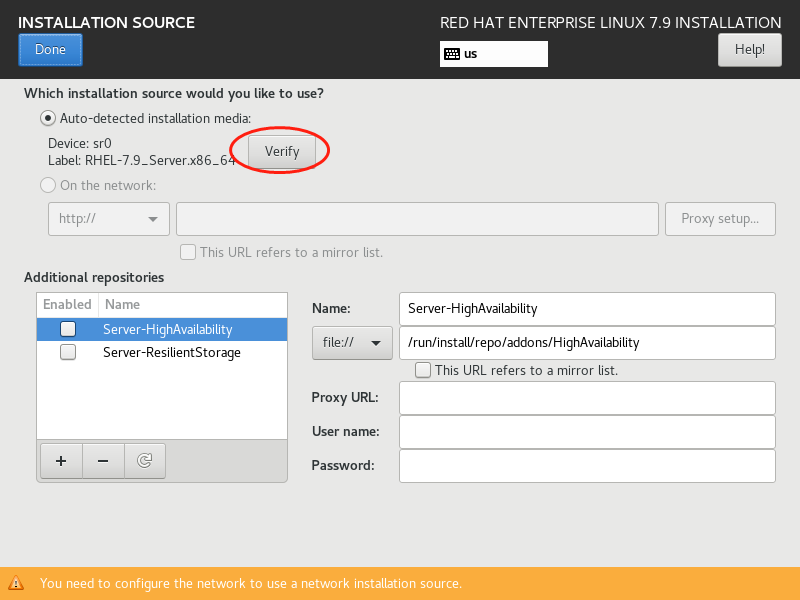 INSTALLATION SOURCE
RED HAT ENTERPRISE LINUX 7.9 INSTALLATION
Done
us
Help!
Which installation source would you like to use?
Auto-detected installation media:
Device: sr0
Label: RHEL-7.9_Server.x86_64
Verify
On the network:
http://
Proxy setup...
This URL refers to a mirror list.
Additional repositories
Enabled Name
Server-HighAvailability
Server-ResilientStorage
Name: Server-HighAvailability
file:// /run/install/repo/addons/HighAvailability
This URL refers to a mirror list.
Proxy URL:
User name:
Password:
You need to configure the network to use a network installation source.